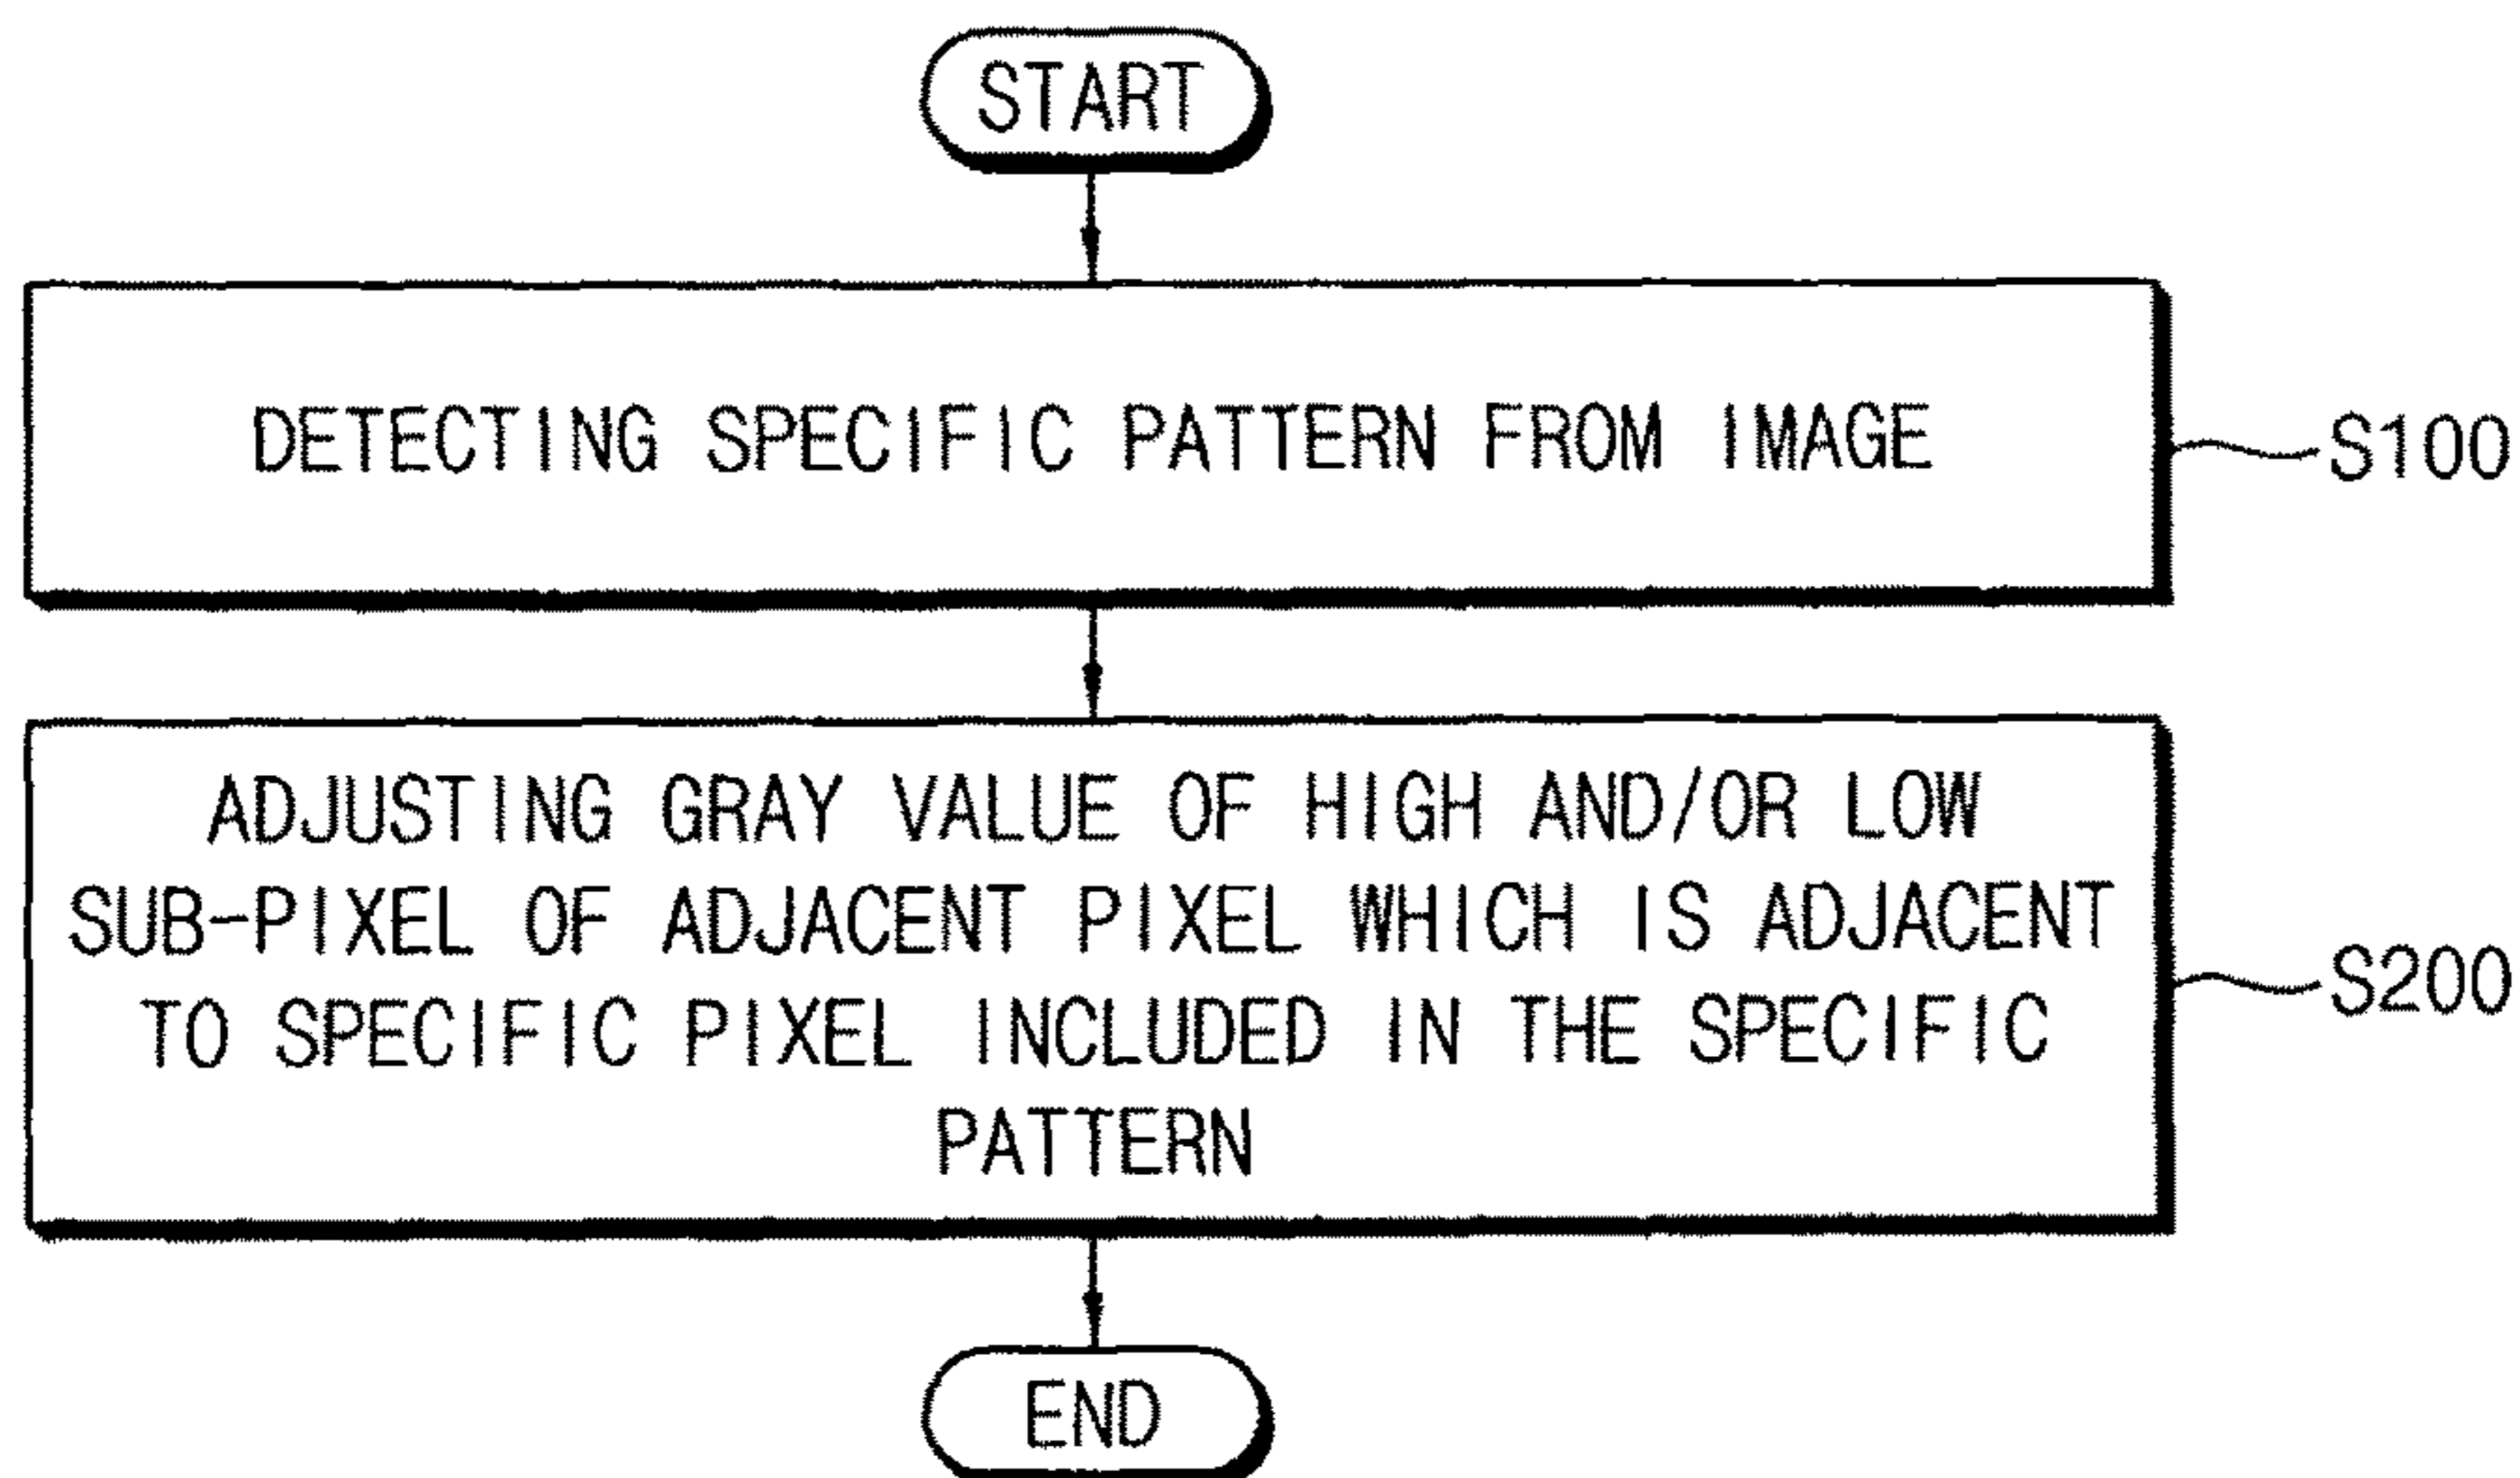 START
DETECTING SPECIFIC PATTERN FROM IMAGE
S100
ADJUSTING GRAY VALUE OF HIGH AND/OR LOW
SUB-PIXEL OF ADJACENT PIXEL WHICH IS ADJACENT
TO SPECIFIC PIXEL INCLUDED IN THE SPECIFIC
PATTERN
S200
END